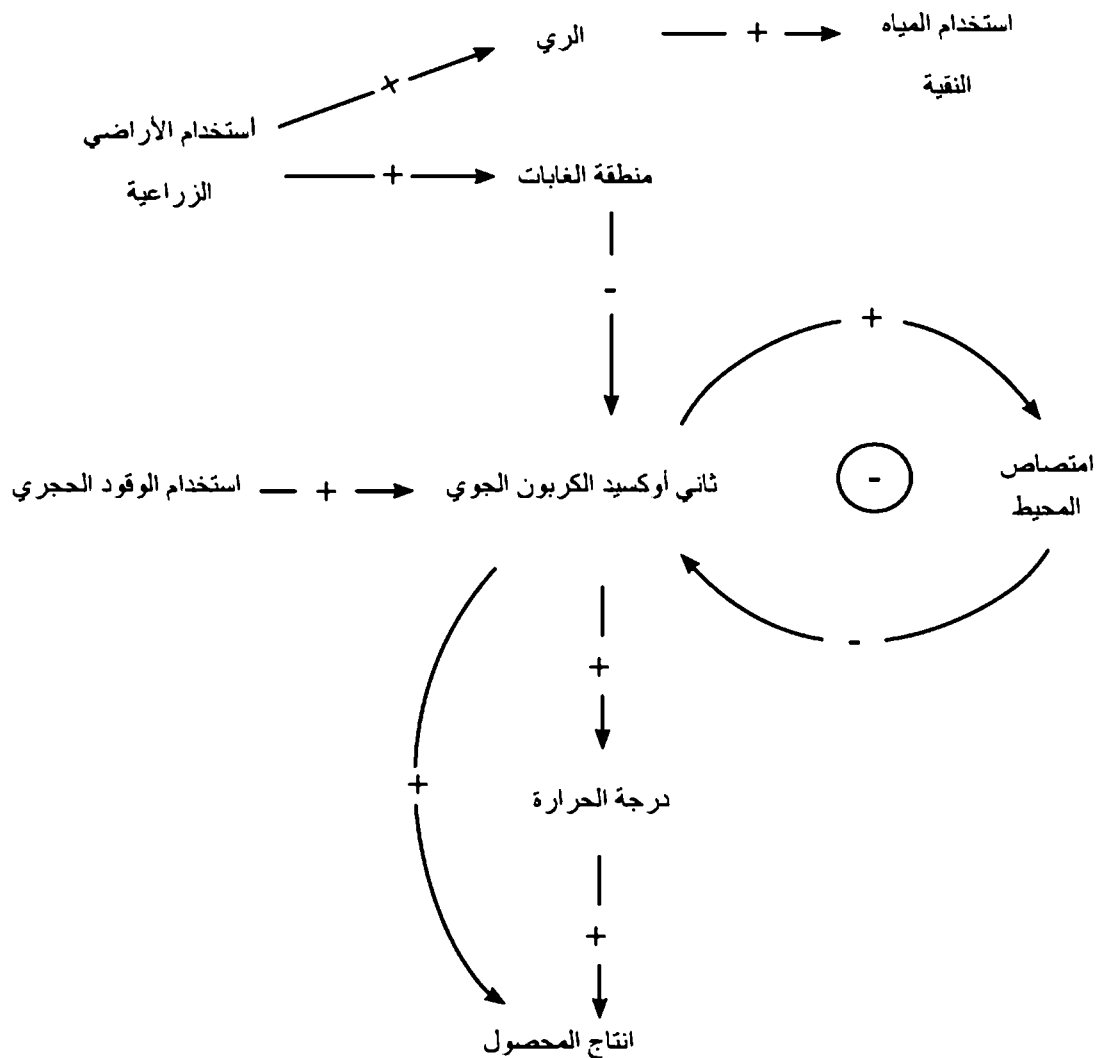 الري
+
استخدام المياه
النقية
+
أستخدام الأراضي
الزراعية
+
منطقة الغابات
-
+
امتصاص
المحيط
-
ثاني أوكسيد الكربون الجوي
+
استخدام الوقود الحجري
-
+
+
درجة الحرارة
+
انتاج المحصول